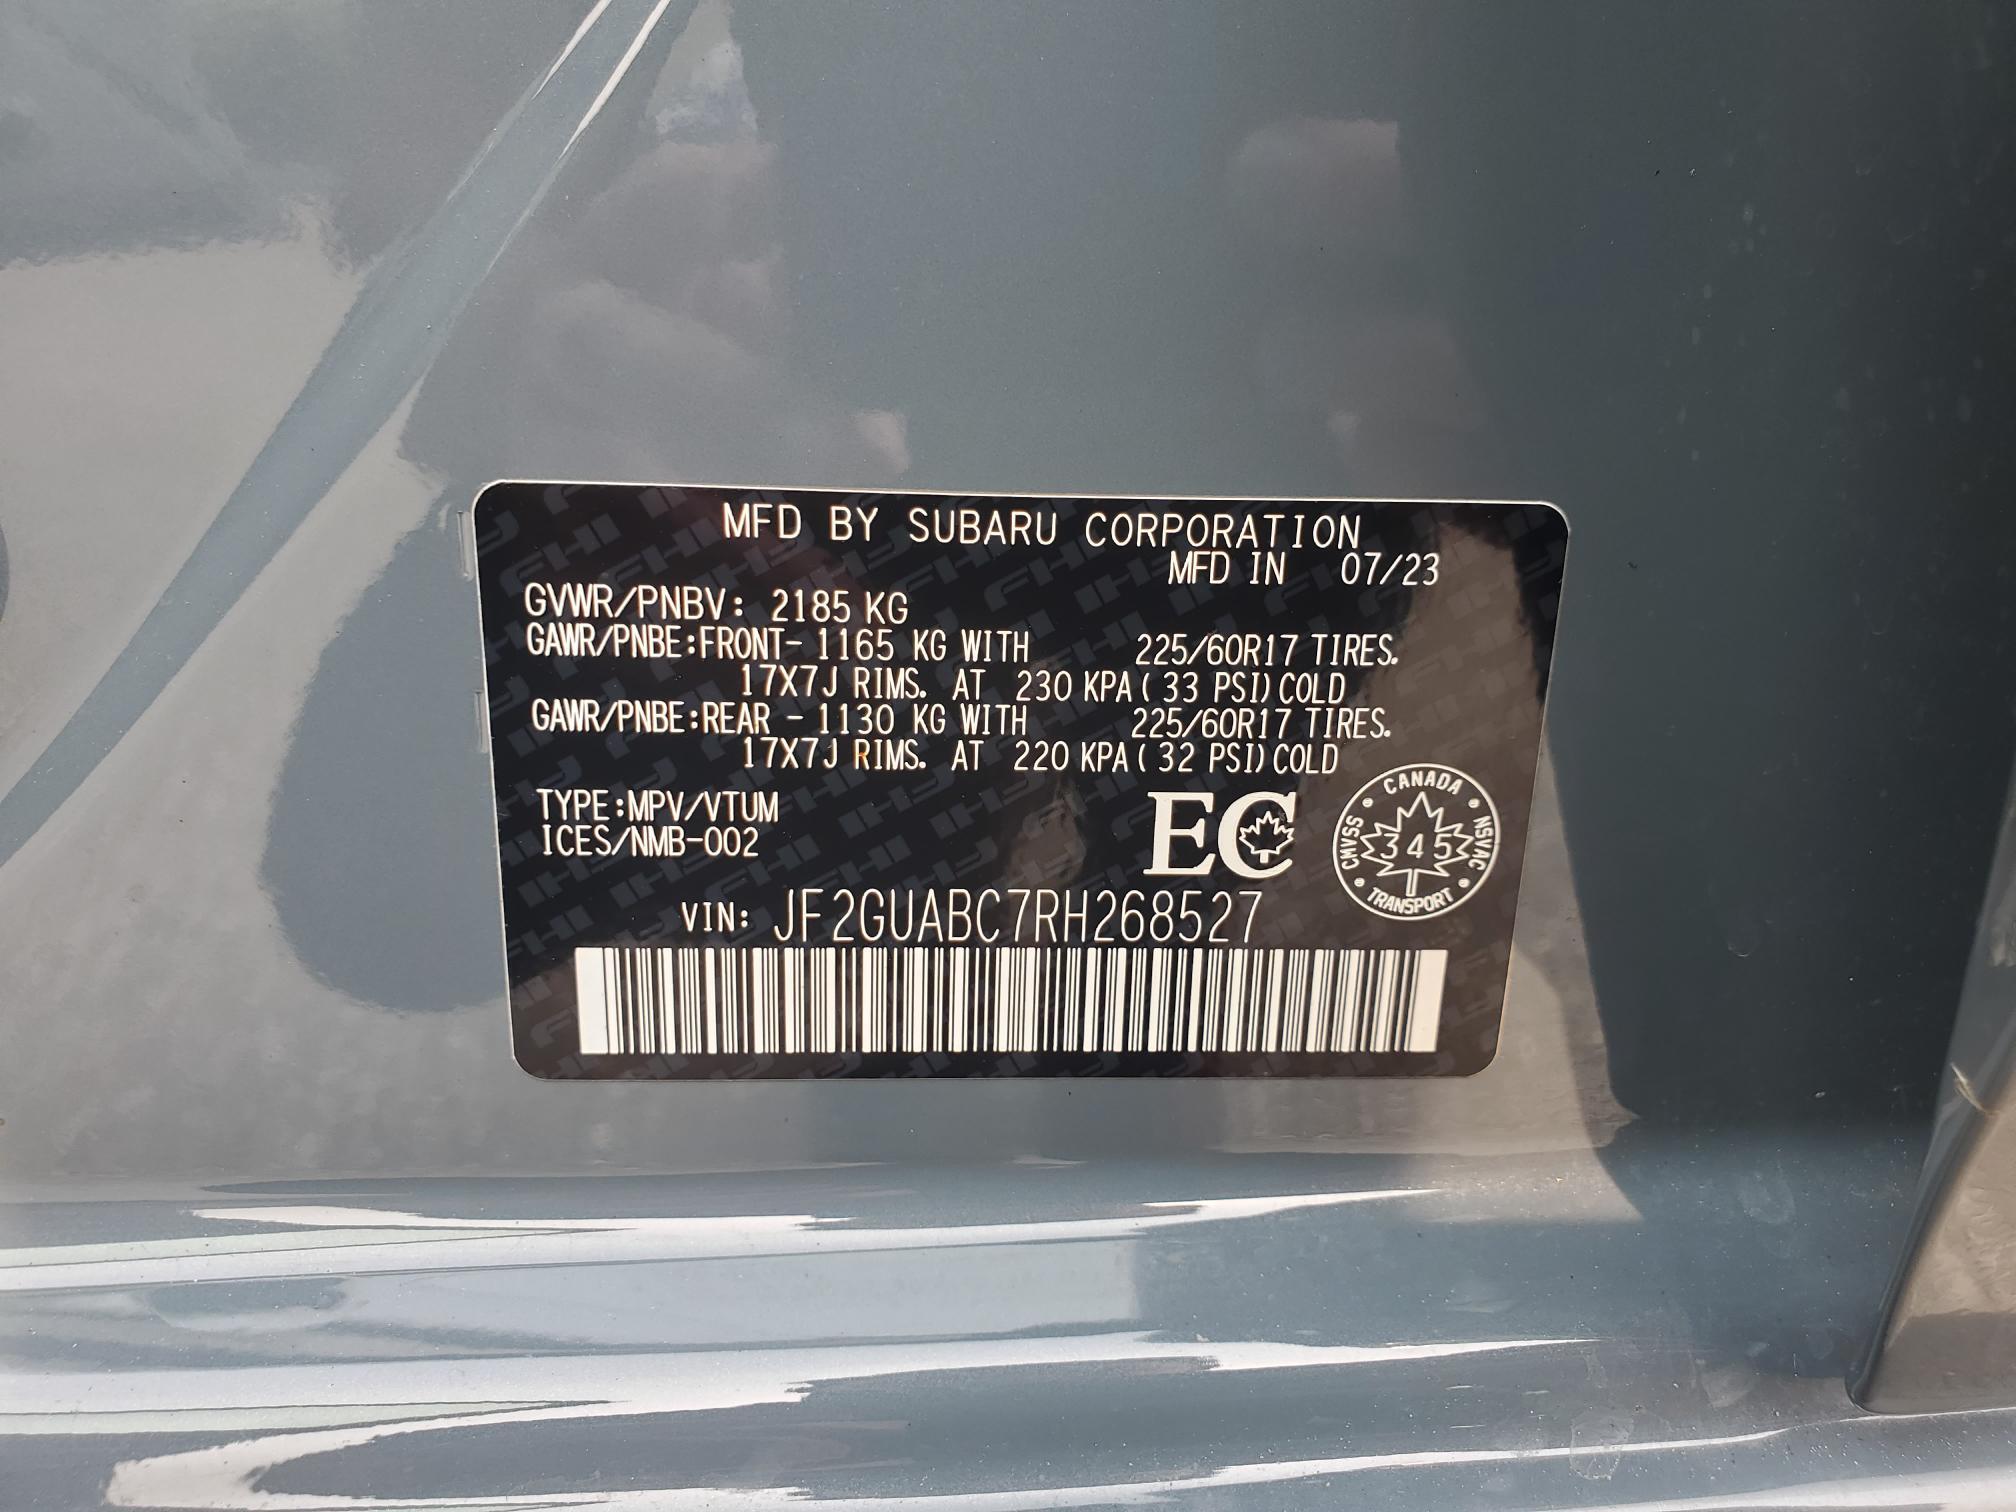 MFD BY SUBARU CORPORATION
MFD IN 07/23
GVWR/PNBV: 2185 KG
GAWR/PNBE:FRONT- 1165 KG WITH 225/60R17 TIRES.
17X7J RIMS. AT 230 KPA(33 PSI)COLD
GAWR/PNBE:REAR - 1130 KG WITH 225/60R17 TIRES.
17X7J RIMS. AT 220 KPA(32 PSI)COLD
TYPE:MPV/VTUM
ICES/NMB-002
EC
CANADA
CMVSS 345 NSVAC
TRANSPORT
VIN: JF2GUABC7RH268527